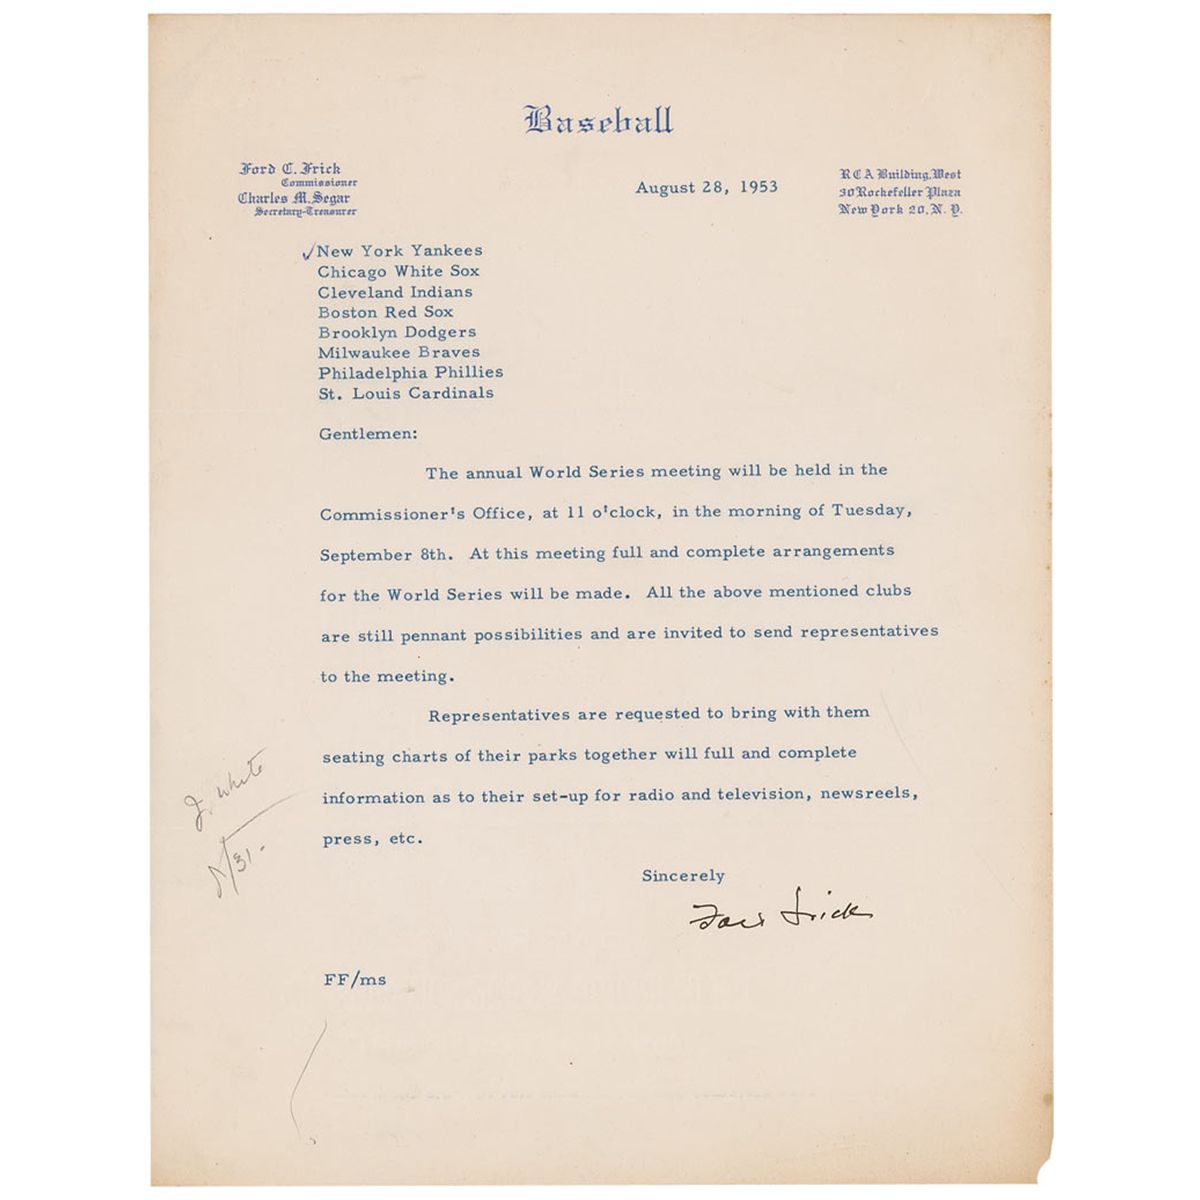 Baseball
Ford C. Frick
Commissioner
Charles M. Segar
Secretary-Treasurer
August 28, 1953
RCA Building, West
30 Rockefeller Plaza
New York 20, N. Y.
✓New York Yankees
Chicago White Sox
Cleveland Indians
Boston Red Sox
Brooklyn Dodgers
Milwaukee Braves
Philadelphia Phillies
St. Louis Cardinals
Gentlemen:
The annual World Series meeting will be held in the
Commissioner's Office, at 11 o'clock, in the morning of Tuesday,
September 8th. At this meeting full and complete arrangements
for the World Series will be made. All the above mentioned clubs
are still pennant possibilities and are invited to send representatives
to the meeting.
Representatives are requested to bring with them
seating charts of their parks together will full and complete
information as to their set-up for radio and television, newsreels,
press, etc.
J. White
8/31-
Sincerely
Ford Frick
FF/ms